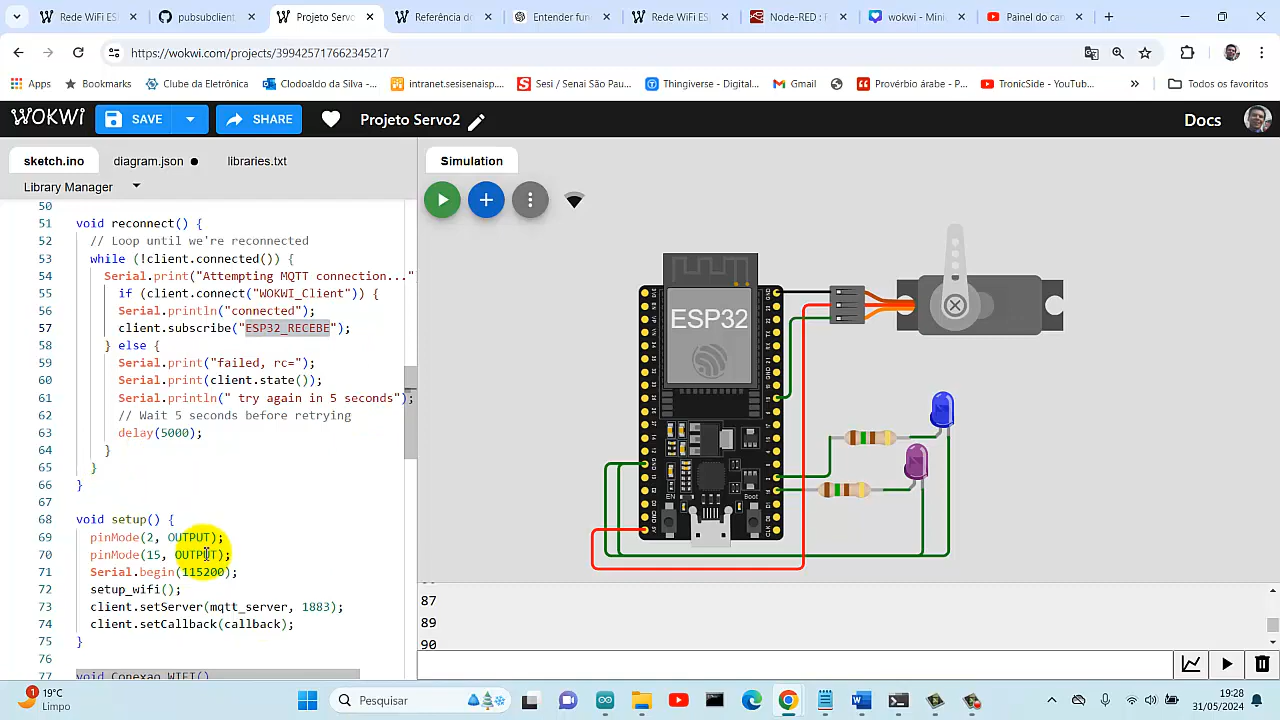 Rede WiFi ES
pubsubclient
Projeto Servo
Referência d
Entender fun
Rede WiFi E
Node-RED : P
wokwi - Mini
Painel do ca
https://wokwi.com/projects/399425717662345217
Apps
Bookmarks
Clube da Eletrônica
Clodoaldo da Silva -...
intranet.sesisenaisp...
Sesi / Senai São Pau...
Thingiverse - Digital...
Gmail
Provérbio árabe - P...
TronicSide - YouTub...
Todos os favoritos
WOKWI
SAVE
SHARE
Projeto Servo2
Docs
sketch.ino
diagram.json
libraries.txt
Simulation
Library Manager
50
51 void reconnect() {
52 // Loop until we're reconnected
53 while (!client.connected()) {
54 Serial.print("Attempting MQTT connection..."
55 if (client.connect("WOKWI_Client")) {
56 Serial.println("connected");
57 client.subscribe("ESP32_RECEBE");
58 } else {
59 Serial.print("failed, rc=");
60 Serial.print(client.state());
61 Serial.println(" try again in 5 seconds");
62 // Wait 5 seconds before retrying
63 delay(5000);
64 }
65 }
66 }
67
68 void setup() {
69 pinMode(2, OUTPUT);
70 pinMode(15, OUTPUT);
71 Serial.begin(115200);
72 setup_wifi();
73 client.setServer(mqtt_server, 1883);
74 client.setCallback(callback);
75 }
76
77 void Conexao_WIFI()
ESP32
EN
Boot
87
89
90
1
19°C
Limpo
Pesquisar
19:28
31/05/2024